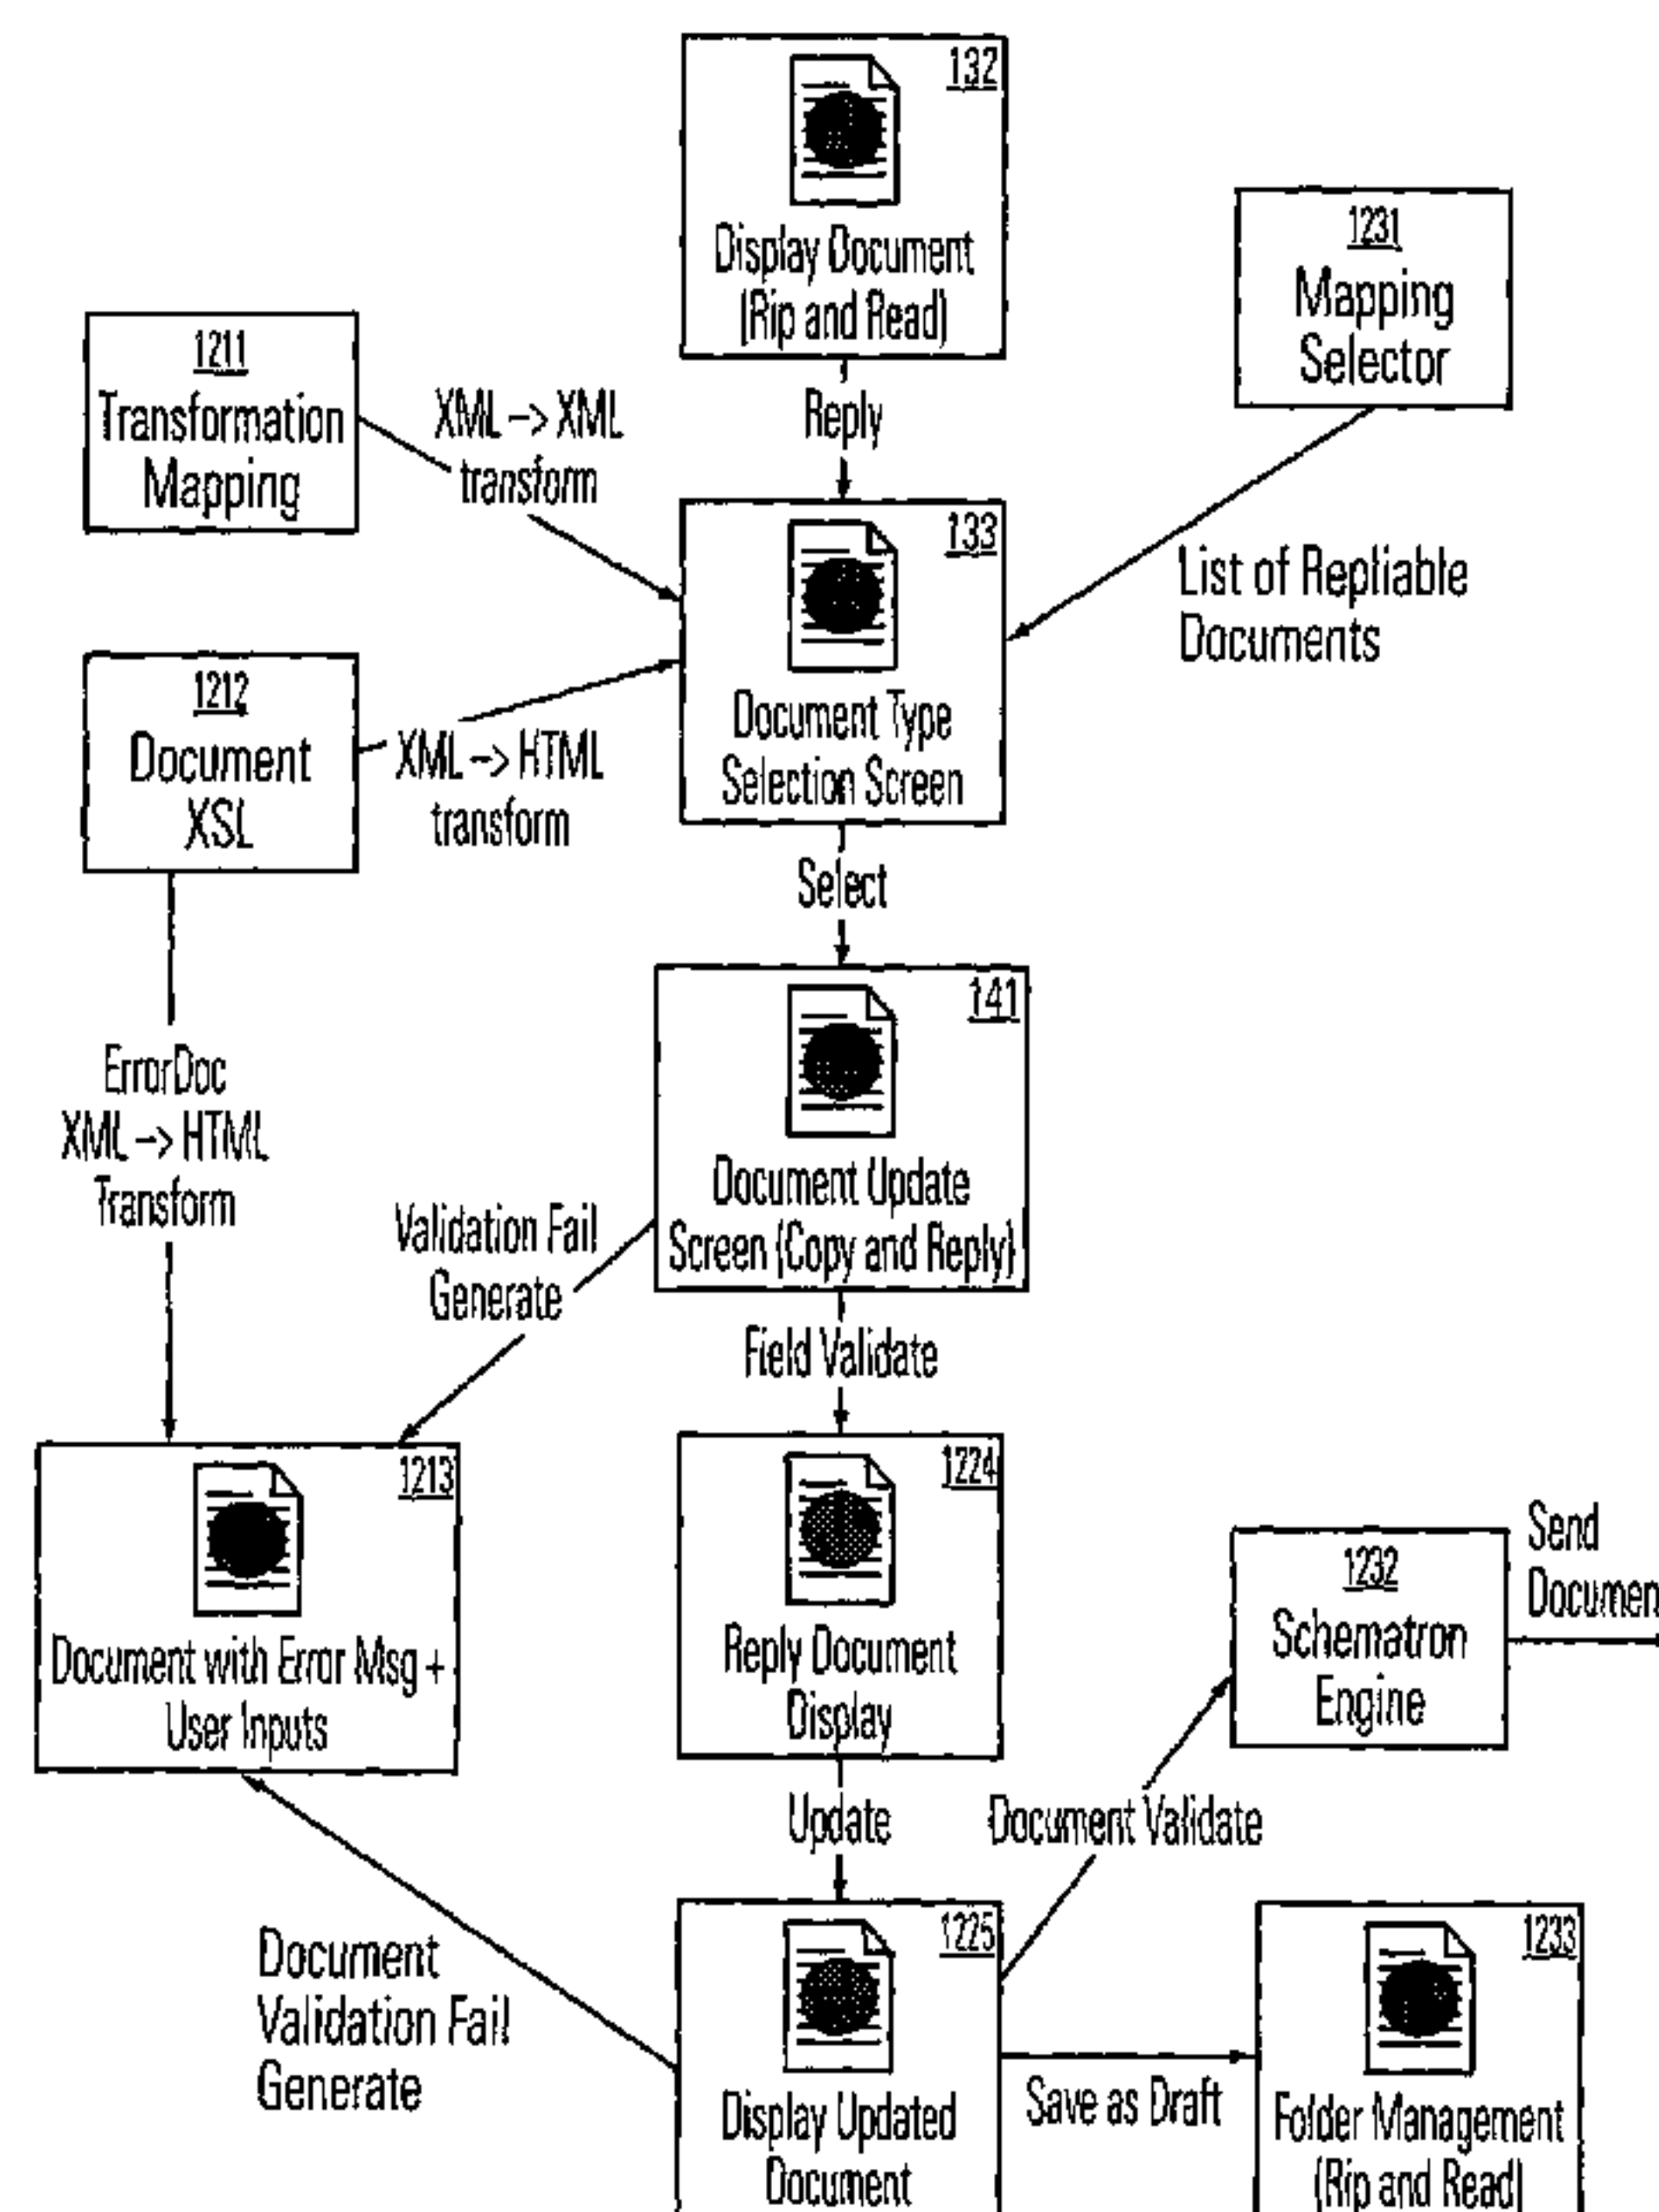 132
Display Document
(Rip and Read)
1231
Mapping
Selector
1211
Transformation
Mapping
XML --> XML
transform
Reply
133
Document Type
Selection Screen
List of Repliable
Documents
1212
Document
XSL
XML --> HTML
transform
Select
141
Document Update
Screen (Copy and Reply)
ErrorDoc
XML --> HTML
Transform
Validation Fail
Generate
Field Validate
1213
Document with Error Msg +
User Inputs
1224
Reply Document
Display
1232
Schematron
Engine
Send
Documen
Update
Document Validate
Document
Validation Fail
Generate
1225
Display Updated
Document
Save as Draft
1233
Folder Management
(Rip and Read)